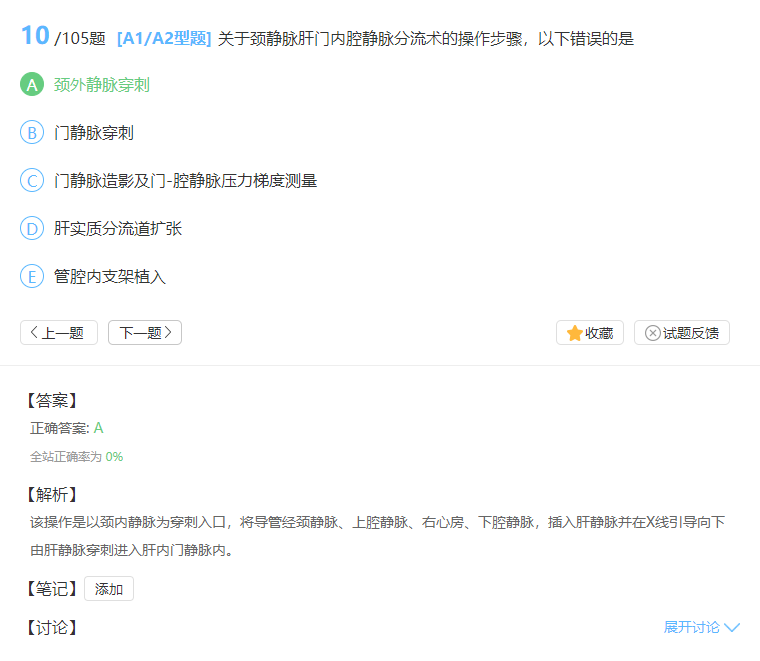 10 /105题 [A1/A2型题] 关于颈静脉肝门内腔静脉分流术的操作步骤，以下错误的是
A 颈外静脉穿刺
B 门静脉穿刺
C 门静脉造影及门-腔静脉压力梯度测量
D 肝实质分流道扩张
E 管腔内支架植入
上一题 下一题 收藏 试题反馈
【答案】
正确答案: A
全站正确率为 0%
【解析】
该操作是以颈内静脉为穿刺入口，将导管经颈静脉、上腔静脉、右心房、下腔静脉，插入肝静脉并在X线引导向下
由肝静脉穿刺进入肝内门静脉内。
【笔记】 添加
【讨论】 展开讨论